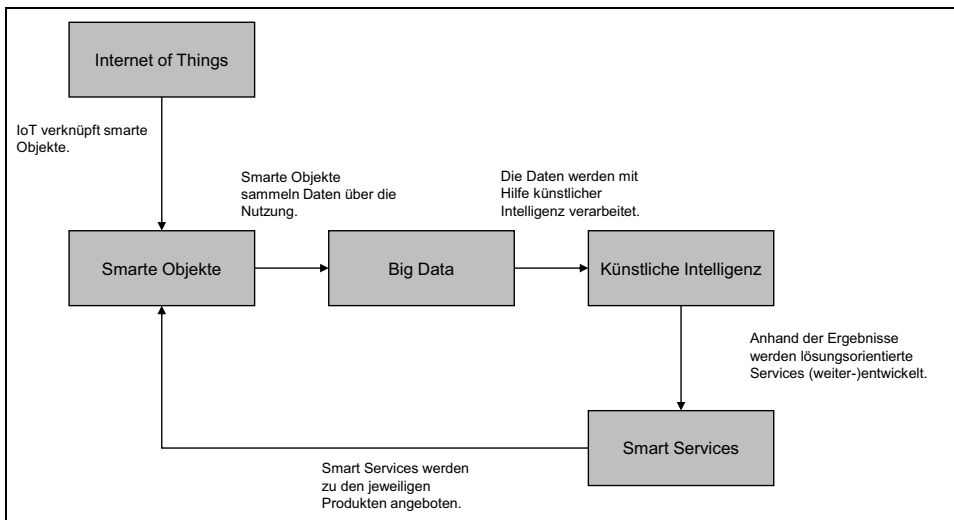 Internet of Things
IoT verknüpft smarte
Objekte.
Smarte Objekte
sammeln Daten über die
Nutzung.
Die Daten werden mit
Hilfe künstlicher
Intelligenz verarbeitet.
Smarte Objekte
Big Data
Künstliche Intelligenz
Anhand der Ergebnisse
werden lösungsorientierte
Services (weiter-)entwickelt.
Smart Services
Smart Services werden
zu den jeweiligen
Produkten angeboten.